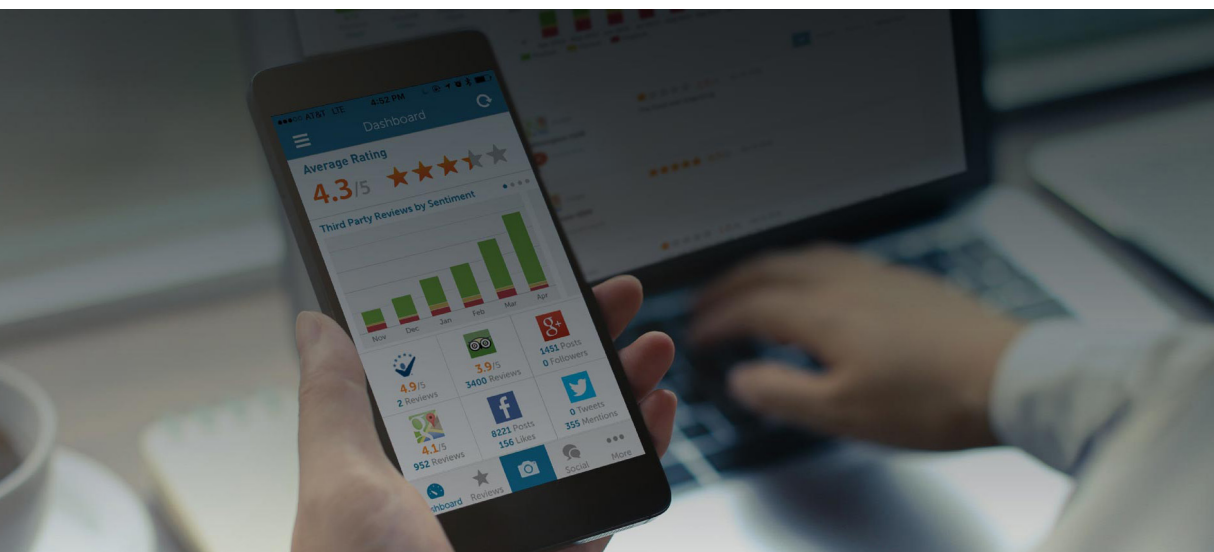 AT&T LTE 4:52 PM
Dashboard
Average Rating
4.3/5
Third Party Reviews by Sentiment
Nov Dec Jan Feb Mar Apr
4.9/5
2 Reviews
3.9/5
3400 Reviews
g+
1451 Posts
0 Followers
4.1/5
952 Reviews
f
8221 Posts
156 Likes
0 Tweets
355 Mentions
shboard Reviews Social More